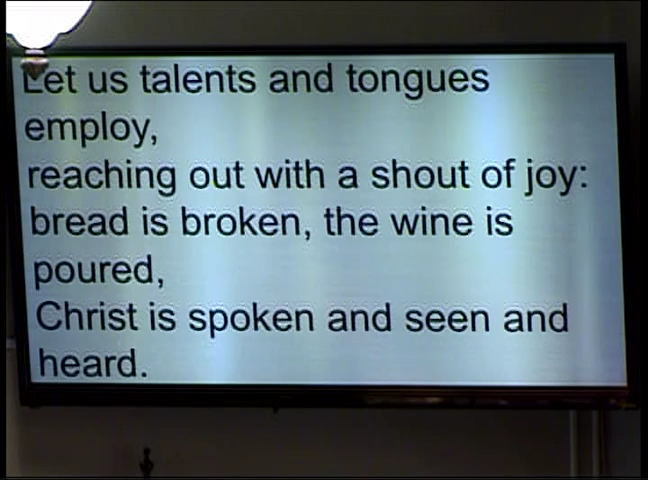 Let us talents and tongues
employ,
reaching out with a shout of joy:
bread is broken, the wine is
poured,
Christ is spoken and seen and
heard.